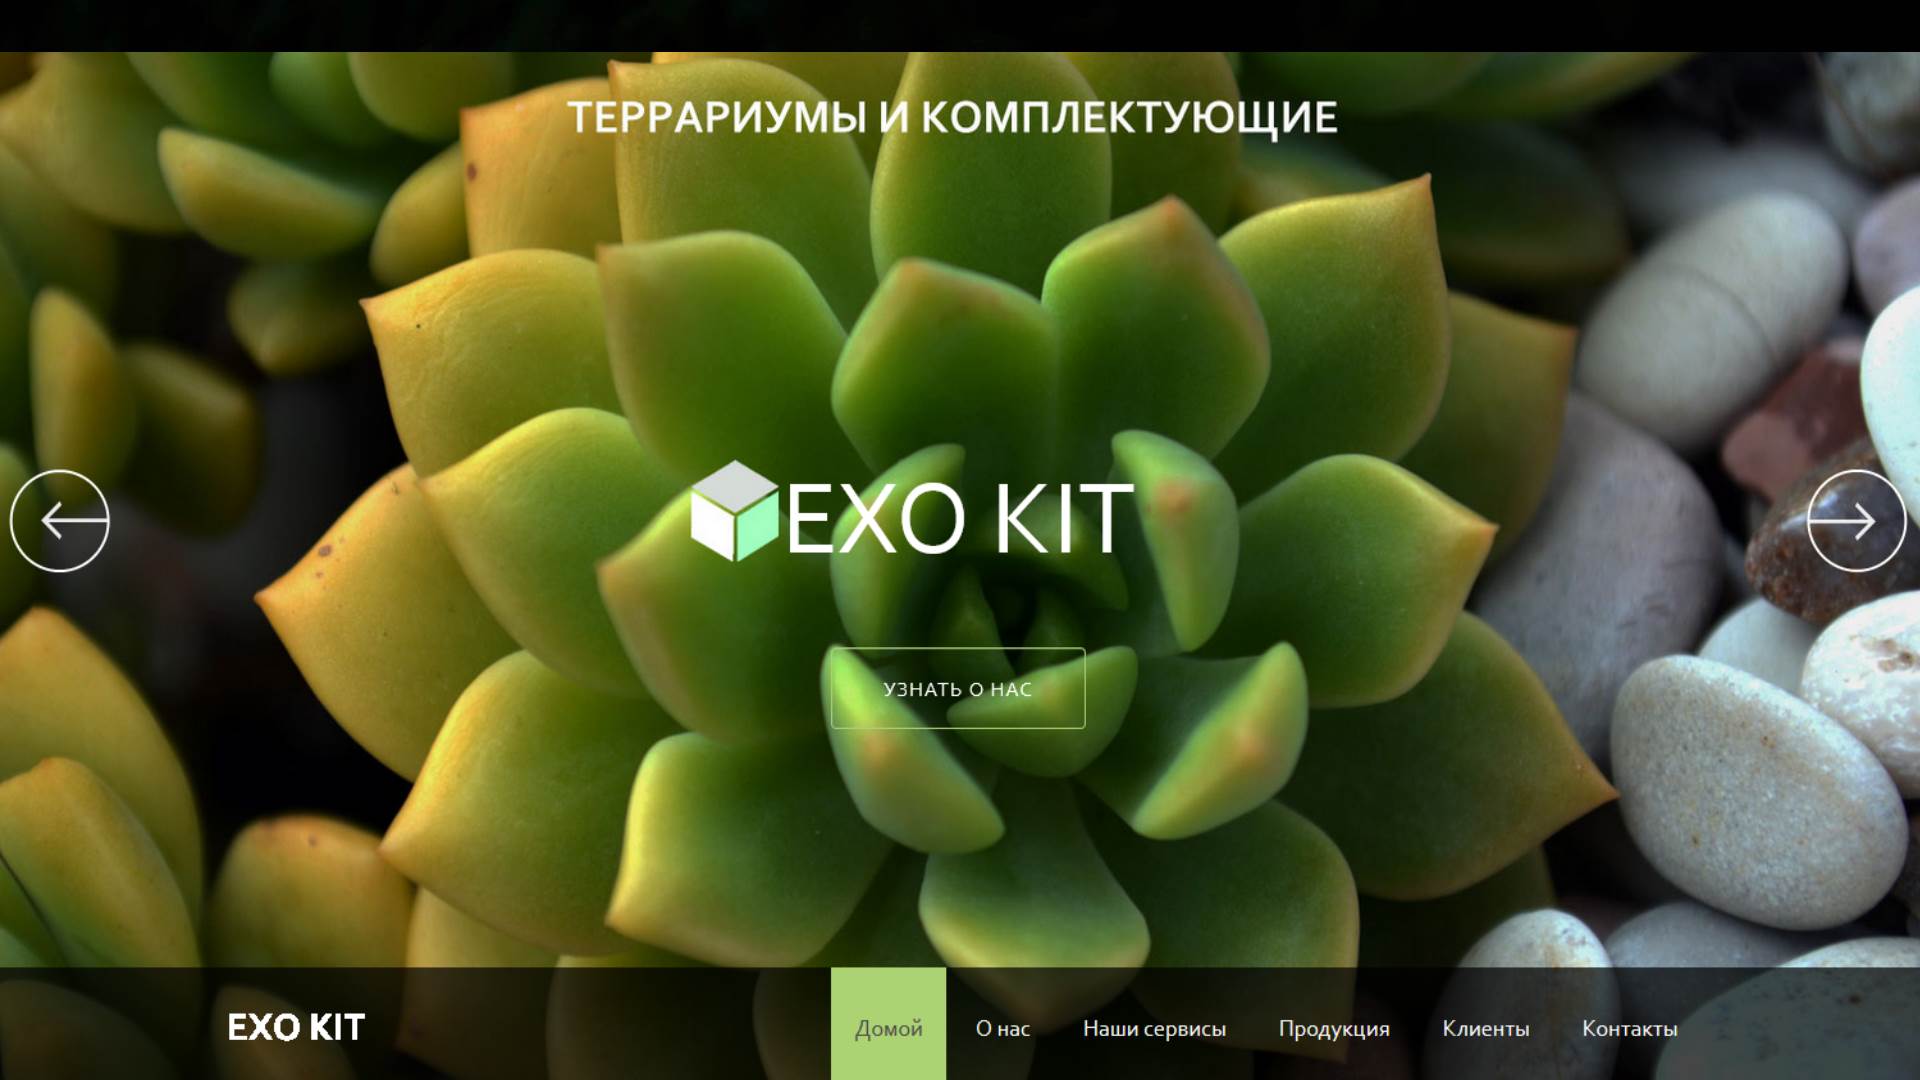 ТЕРРАРИУМЫ И КОМПЛЕКТУЮЩИЕ
EXO KIT
УЗНАТЬ О НАС
EXO KIT
Домой
О нас
Наши сервисы
Продукция
Клиенты
Контакты